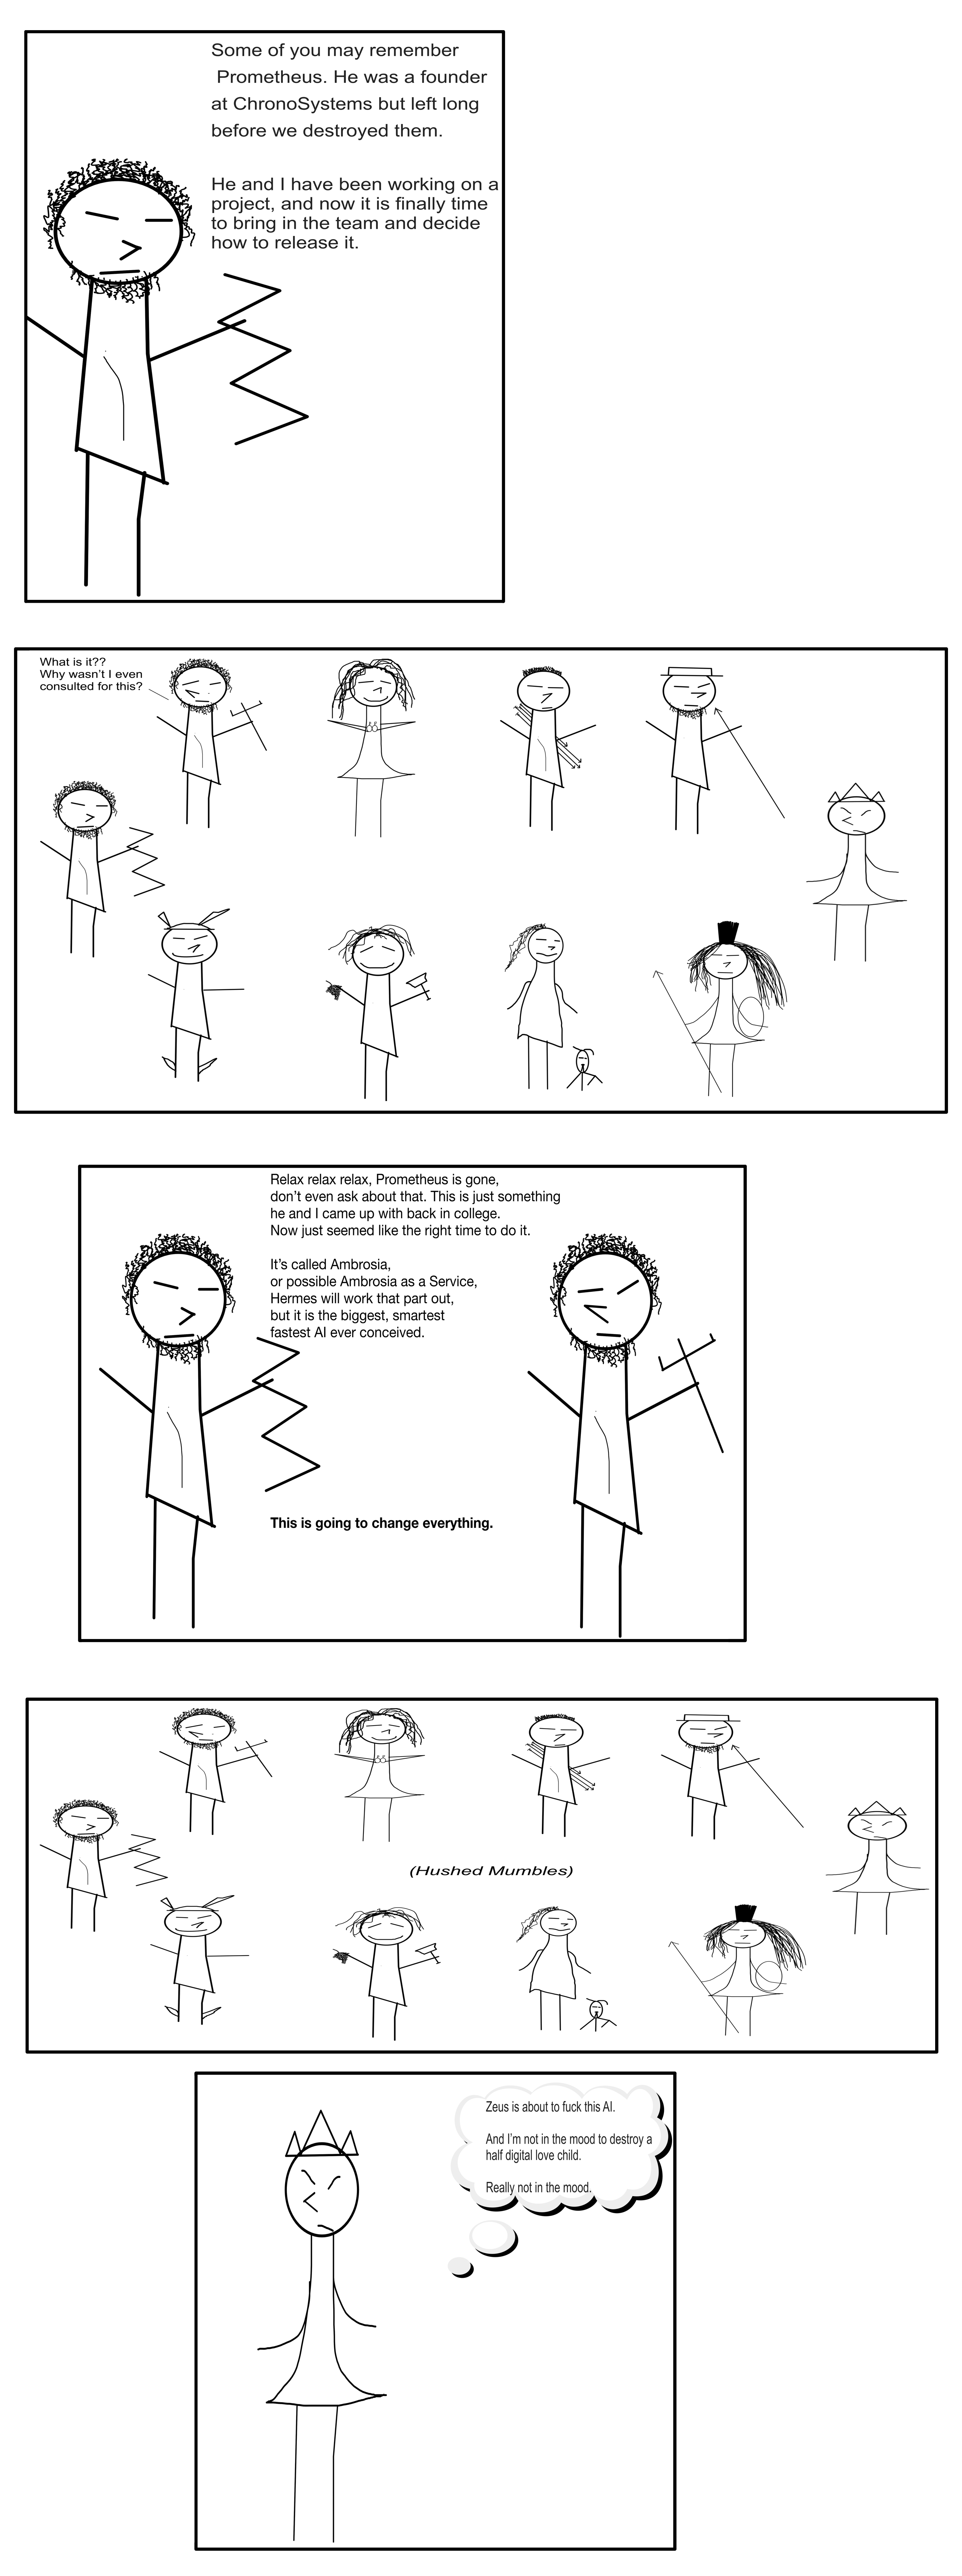 Some of you may remember
Prometheus. He was a founder
at ChronoSystems but left long
before we destroyed them.
He and I have been working on a
project, and now it is finally time
to bring in the team and decide
how to release it.
What is it??
Why wasn't I even
consulted for this?
Relax relax relax, Prometheus is gone,
don't even ask about that. This is just something
he and I came up with back in college.
Now just seemed like the right time to do it.
It's called Ambrosia,
or possible Ambrosia as a Service,
Hermes will work that part out,
but it is the biggest, smartest
fastest AI ever conceived.
This is going to change everything.
(Hushed Mumbles)
Zeus is about to fuck this AI.
And I'm not in the mood to destroy a
half digital love child.
Really not in the mood.